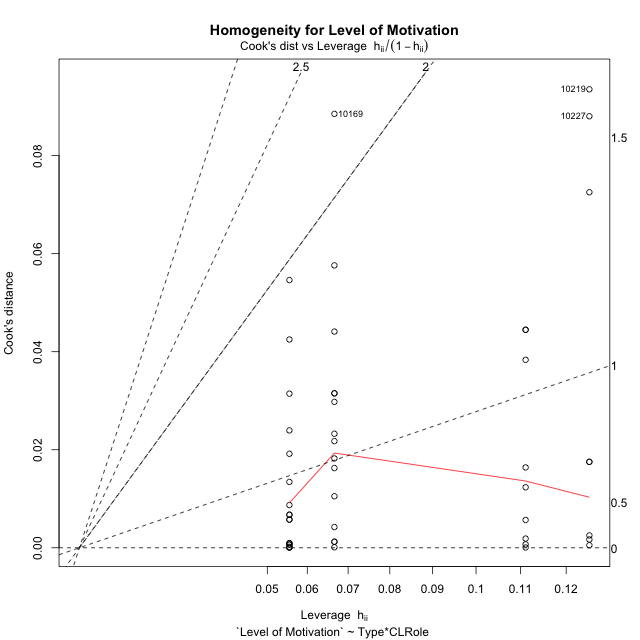 Homogeneity for Level of Motivation
Cook's dist vs Leverage hii/(1 − hii)
2.5
2
10219
10169
10227
1.5
0.08
0.06
0.04
1
0.02
0.5
0.00
0
Cook's distance
0.05 0.06 0.07 0.08 0.09 0.1 0.11 0.12
Leverage hii
`Level of Motivation` ~ Type*CLRole